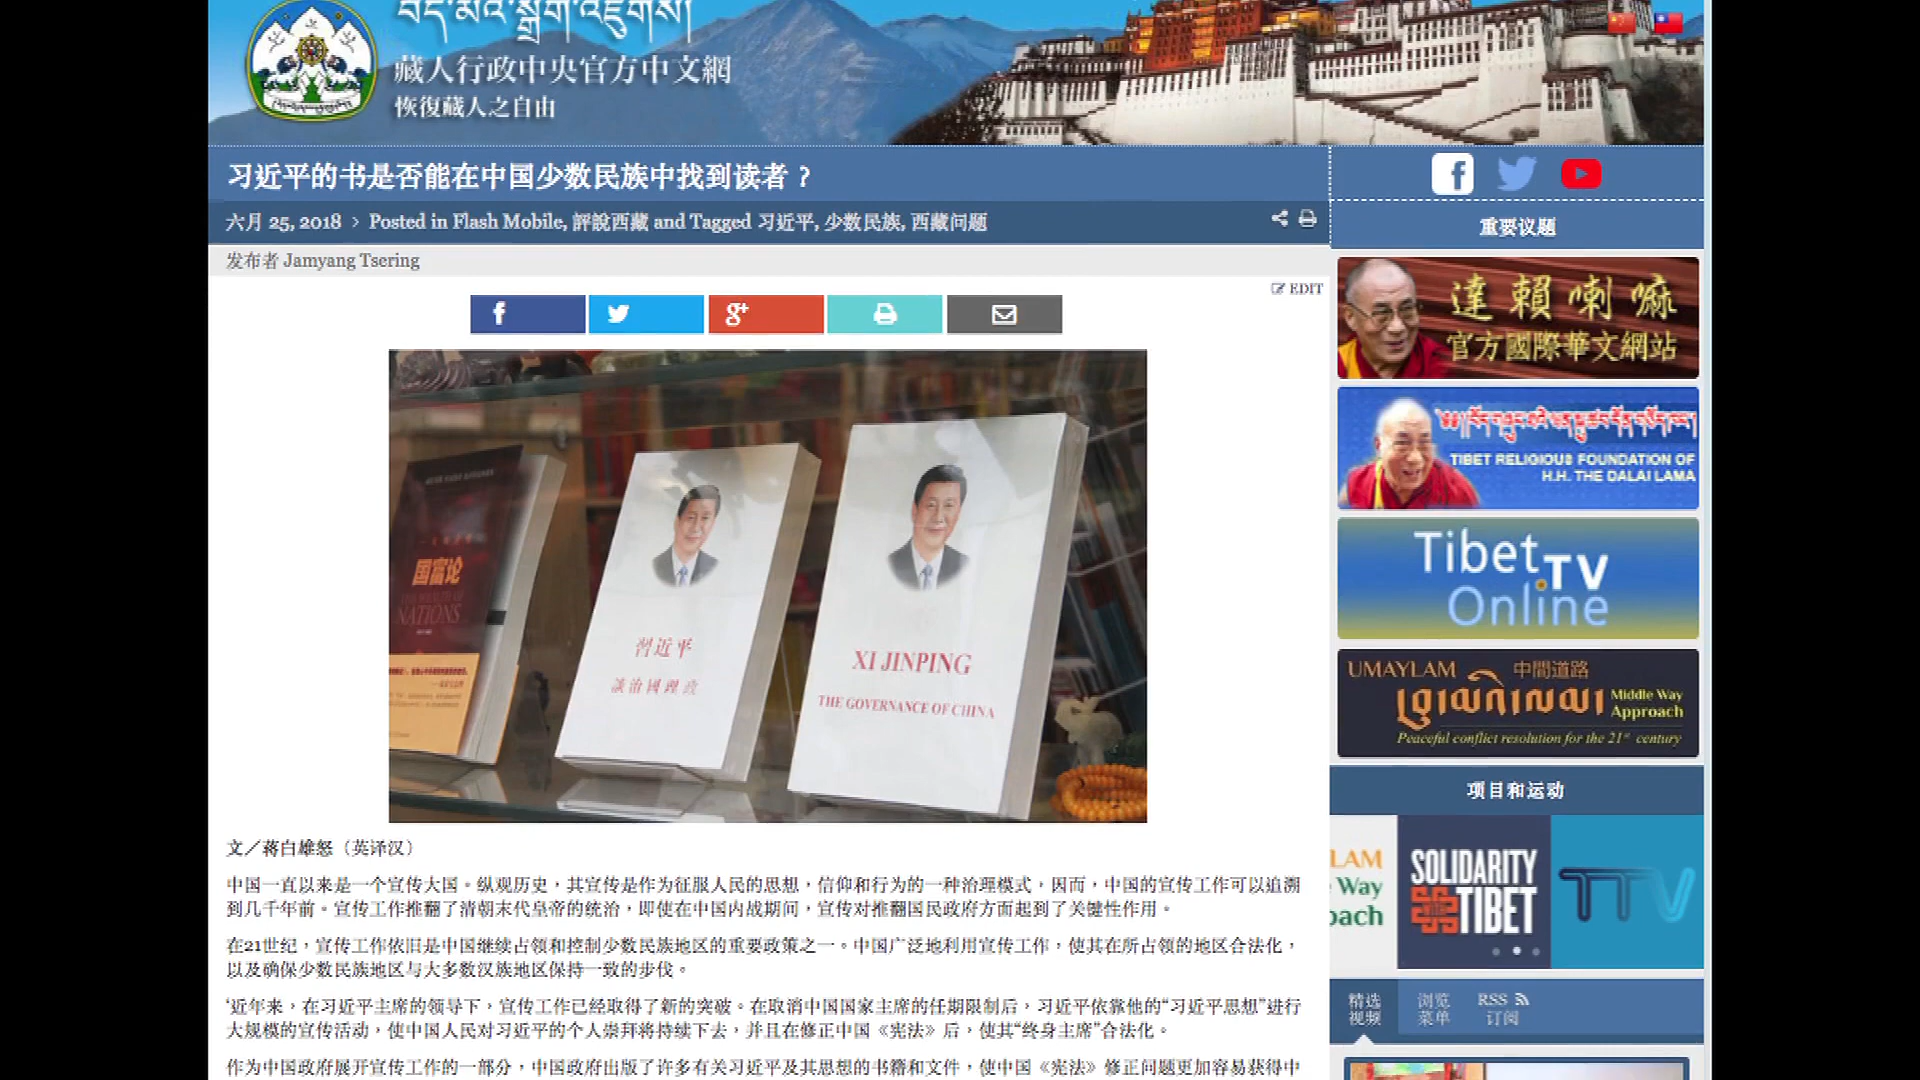 藏人行政中央官方中文網
恢復藏人之自由
习近平的书是否能在中国少数民族中找到读者？
六月 25, 2018 > Posted in Flash Mobile, 評說西藏 and Tagged 习近平, 少数民族, 西藏问题
发布者 Jamyang Tsering
EDIT
国富论
NATIONS
習近平
談治國理政
XI JINPING
THE GOVERNANCE OF CHINA
文／蒋白雄怒（英译汉）
中国一直以来是一个宣传大国。纵观历史，其宣传是作为征服人民的思想，信仰和行为的一种治理模式，因而，中国的宣传工作可以追溯
到几千年前。宣传工作推翻了清朝末代皇帝的统治，即使在中国内战期间，宣传对推翻国民政府方面起到了关键性作用。
在21世纪，宣传工作依旧是中国继续占领和控制少数民族地区的重要政策之一。中国广泛地利用宣传工作，使其在所占领的地区合法化，
以及确保少数民族地区与大多数汉族地区保持一致的步伐。
‘近年来，在习近平主席的领导下，宣传工作已经取得了新的突破。在取消中国国家主席的任期限制后，习近平依靠他的“习近平思想”进行
大规模的宣传活动，使中国人民对习近平的个人崇拜将持续下去，并且在修正中国《宪法》后，使其“终身主席”合法化。
作为中国政府展开宣传工作的一部分，中国政府出版了许多有关习近平及其思想的书籍和文件，使中国《宪法》修正问题更加容易获得中
重要议题
達賴喇嘛
官方國際華文網站
TIBET RELIGIOUS FOUNDATION OF
H.H. THE DALAI LAMA
Tibet TV
Online
UMAYLAM 中間道路
Middle Way
Approach
Peaceful conflict resolution for the 21st century
项目和运动
LAM
Way
oach
SOLIDARITY
TIBET
TTV
精选
视频
浏览
菜单
RSS
订阅